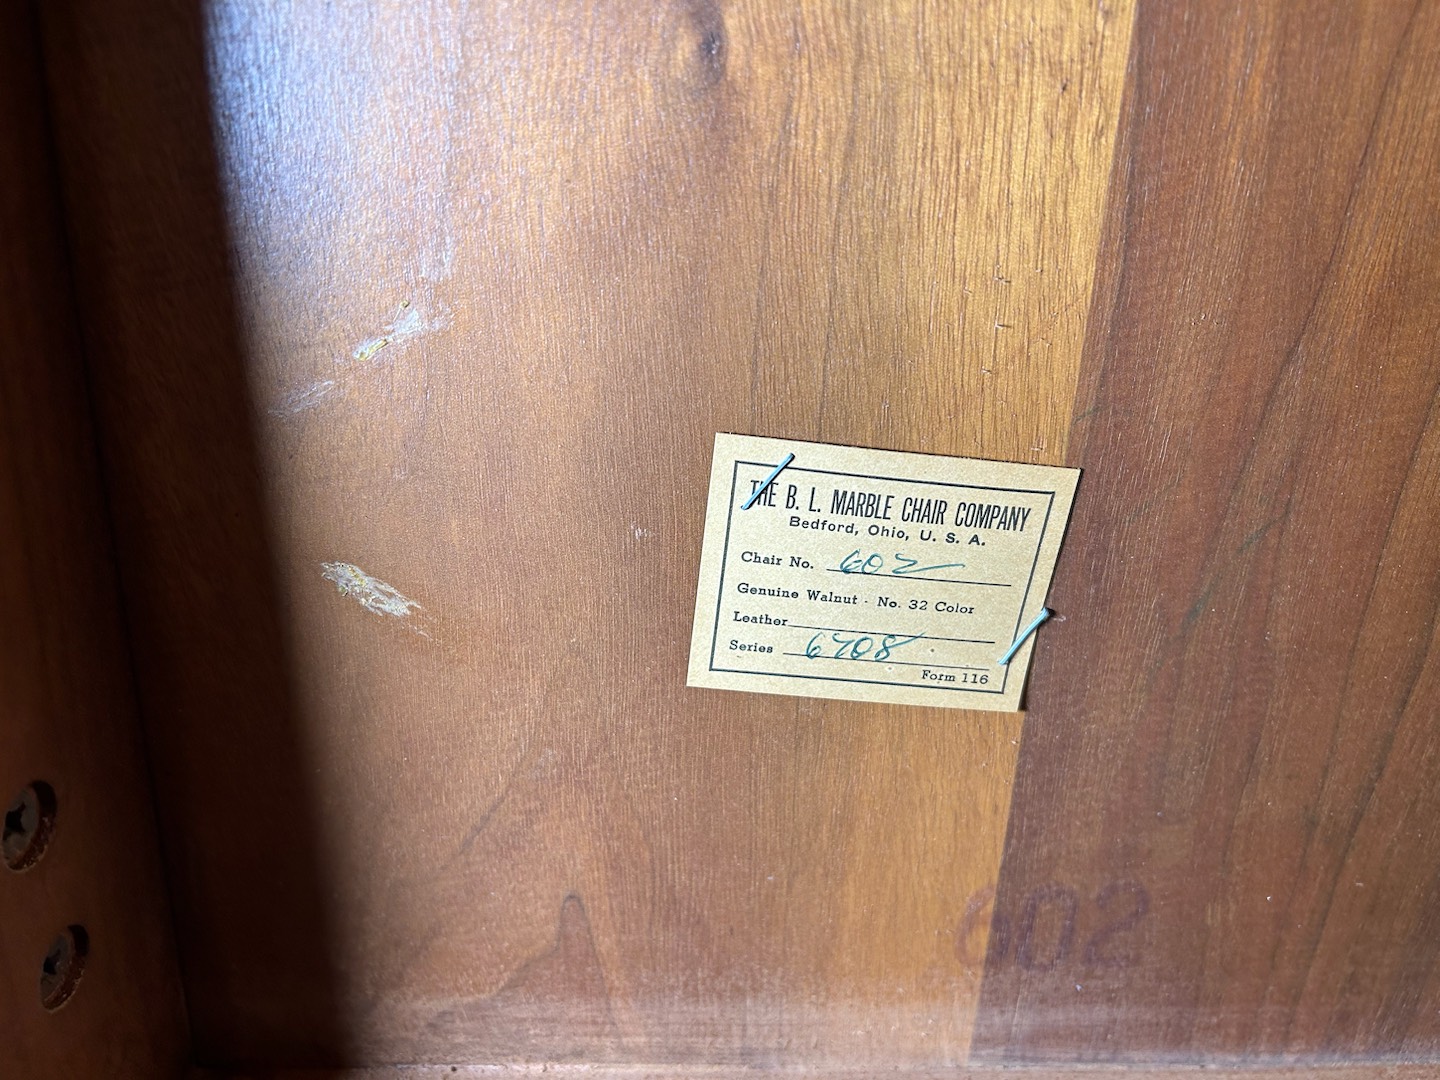 THE B. L. MARBLE CHAIR COMPANY
Bedford, Ohio, U. S. A.
Chair No. 602
Genuine Walnut - No. 32 Color
Leather
Series 6708
Form 116
602